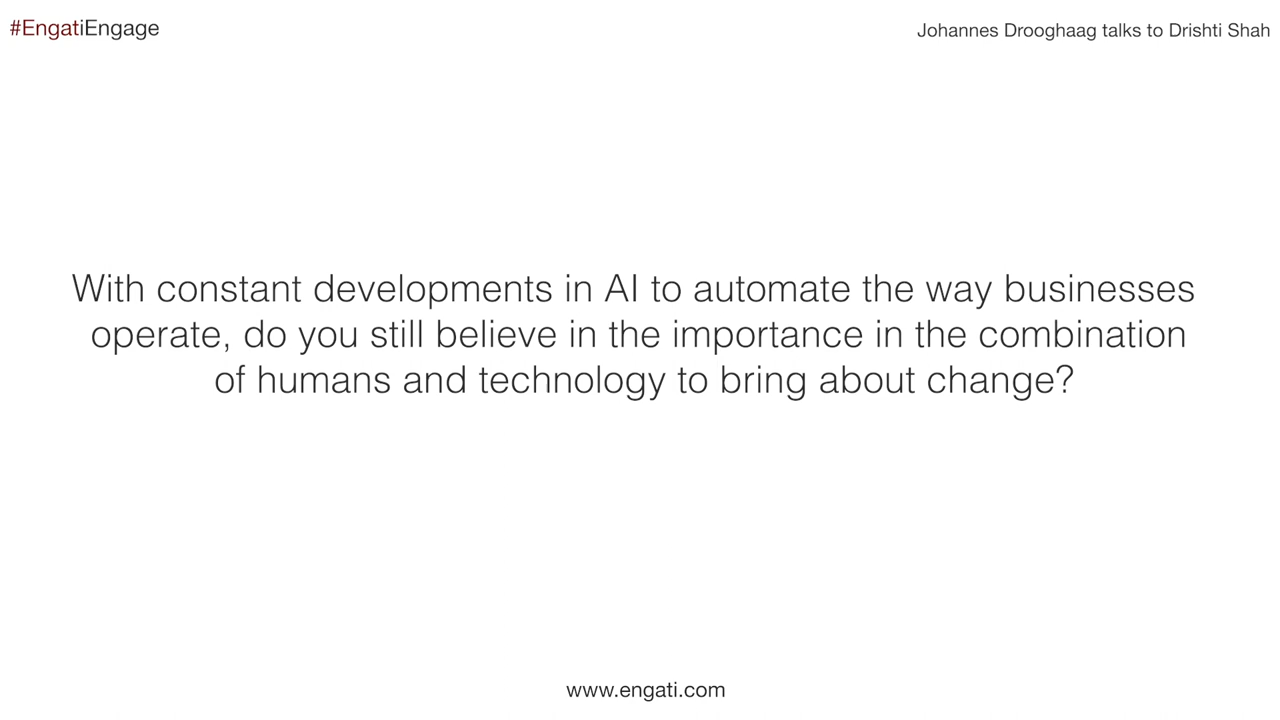 #EngatiEngage
Johannes Drooghaag talks to Drishti Shah
With constant developments in AI to automate the way businesses
operate, do you still believe in the importance in the combination
of humans and technology to bring about change?
www.engati.com